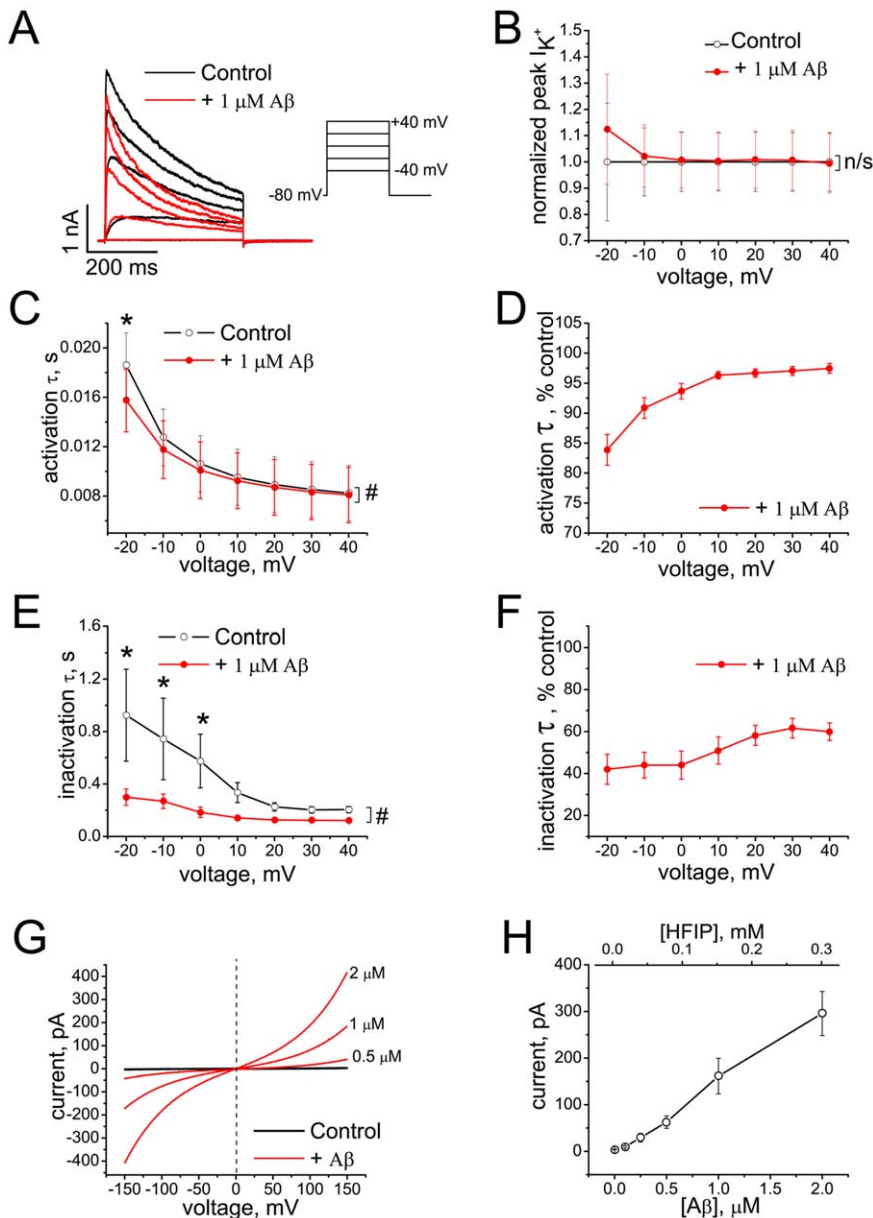 A
Control
+ 1 μM Aβ
+40 mV
-40 mV
-80 mV
1 nA
200 ms
B
Control
+ 1 μM Aβ
normalized peak I_K⁺
1.5
1.4
1.3
1.2
1.1
1.0
0.9
0.8
0.7
n/s
-20 -10 0 10 20 30 40
voltage, mV
C
*
Control
+ 1 μM Aβ
activation τ, s
0.020
0.016
0.012
0.008
#
-20 -10 0 10 20 30 40
voltage, mV
D
activation τ , % control
105
100
95
90
85
80
75
70
+ 1 μM Aβ
-20 -10 0 10 20 30 40
voltage, mV
E
Control
+ 1 μM Aβ
* * *
inactivation τ, s
1.6
1.2
0.8
0.4
0.0
#
-20 -10 0 10 20 30 40
voltage, mV
F
+ 1 μM Aβ
inactivation τ , % control
100
80
60
40
20
-20 -10 0 10 20 30 40
voltage, mV
G
current, pA
400
300
200
100
0
-100
-200
-300
-400
2 μM
1 μM
0.5 μM
Control
+ Aβ
-150 -100 -50 0 50 100 150
voltage, mV
H
[HFIP], mM
0.0 0.1 0.2 0.3
current, pA
400
300
200
100
0
0.0 0.5 1.0 1.5 2.0
[Aβ], μM